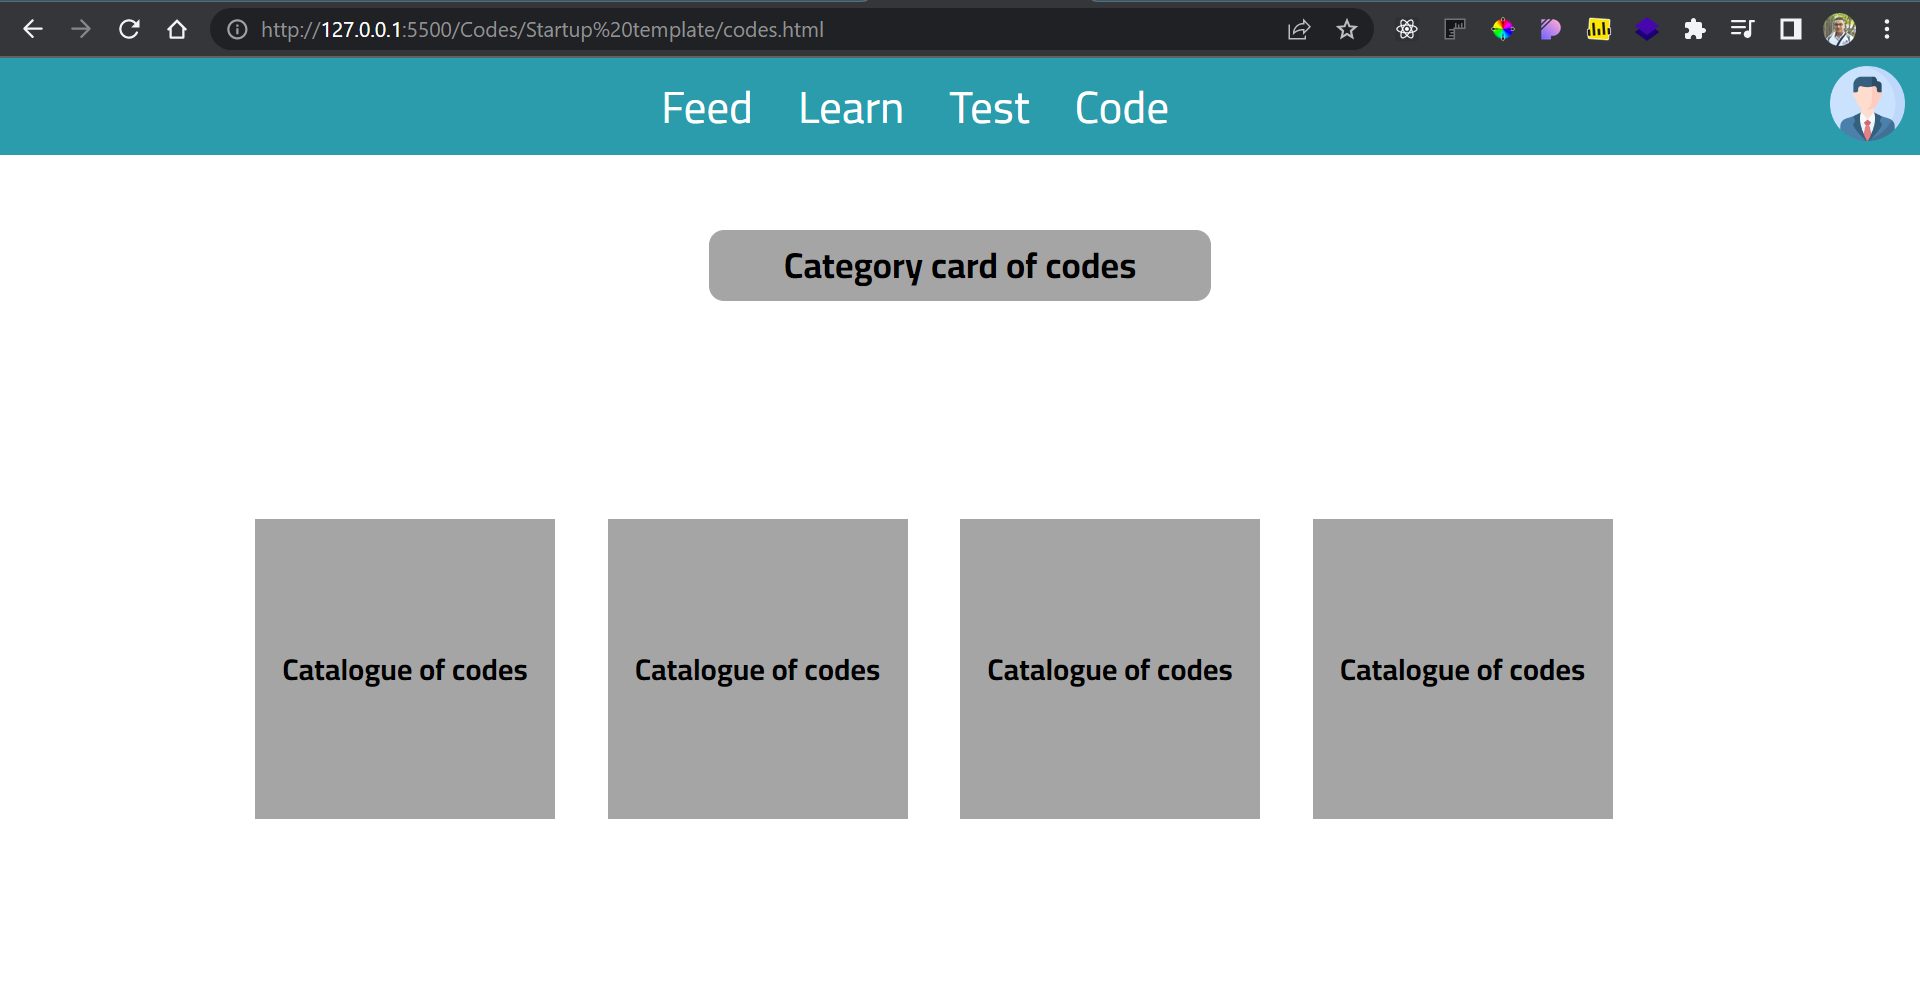 http://127.0.0.1:5500/Codes/Startup%20template/codes.html
Feed Learn Test Code
Category card of codes
Catalogue of codes Catalogue of codes Catalogue of codes Catalogue of codes